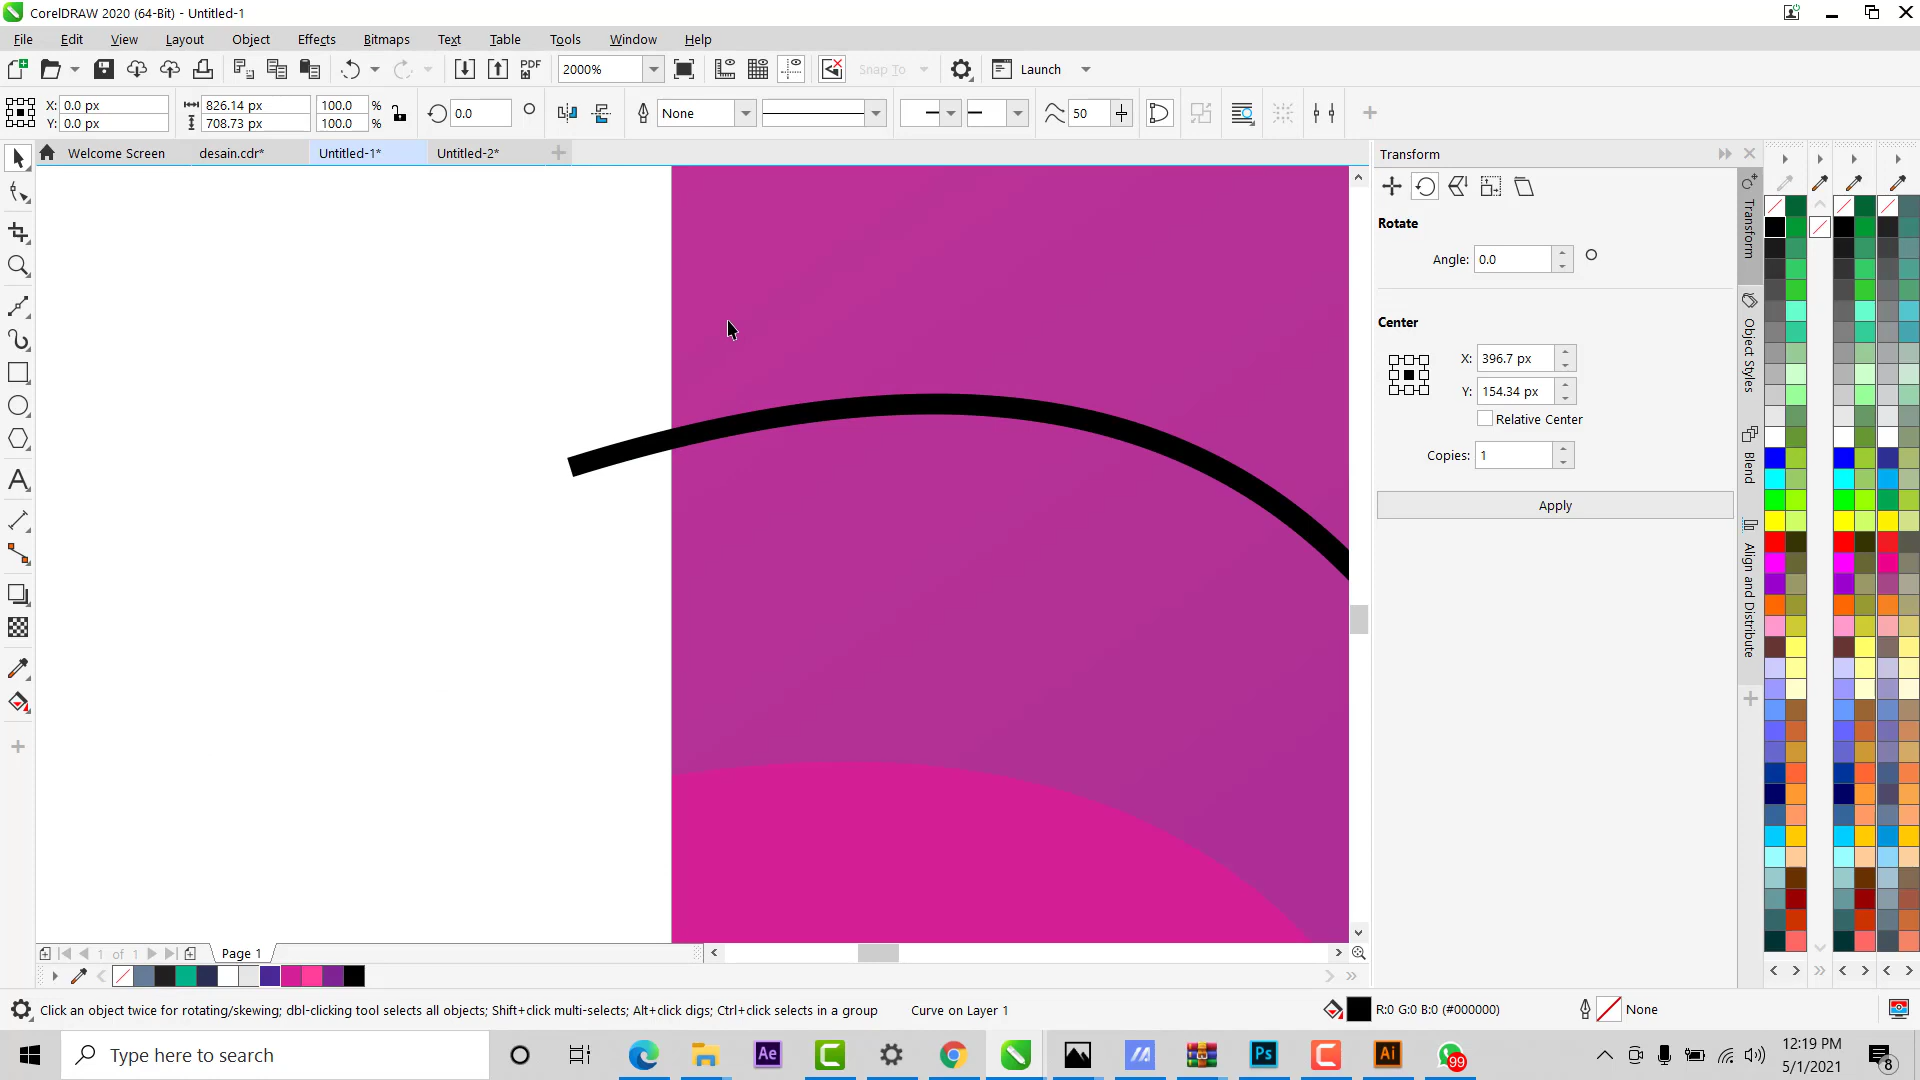 CorelDRAW 2020 (64-Bit) - Untitled-1
File Edit View Layout Object Effects Bitmaps Text Table Tools Window Help
PDF 2000% Snap To Launch
X: 0.0 px 826.14 px 100.0 % 0.0 None 50
Y: 0.0 px 708.73 px 100.0 %
Welcome Screen desain.cdr* Untitled-1* Untitled-2*
Transform
Rotate
Angle: 0.0
Center
X: 396.7 px
Y: 154.34 px
Relative Center
Copies: 1
Apply
Transform
Object Styles
Blend
Align and Distribute
1 of 1 Page 1
Click an object twice for rotating/skewing; dbl-clicking tool selects all objects; Shift+click multi-selects; Alt+click digs; Ctrl+click selects in a group Curve on Layer 1 R:0 G:0 B:0 (#000000) None
Type here to search Ae Ps Ai 99 12:19 PM
5/1/2021 8